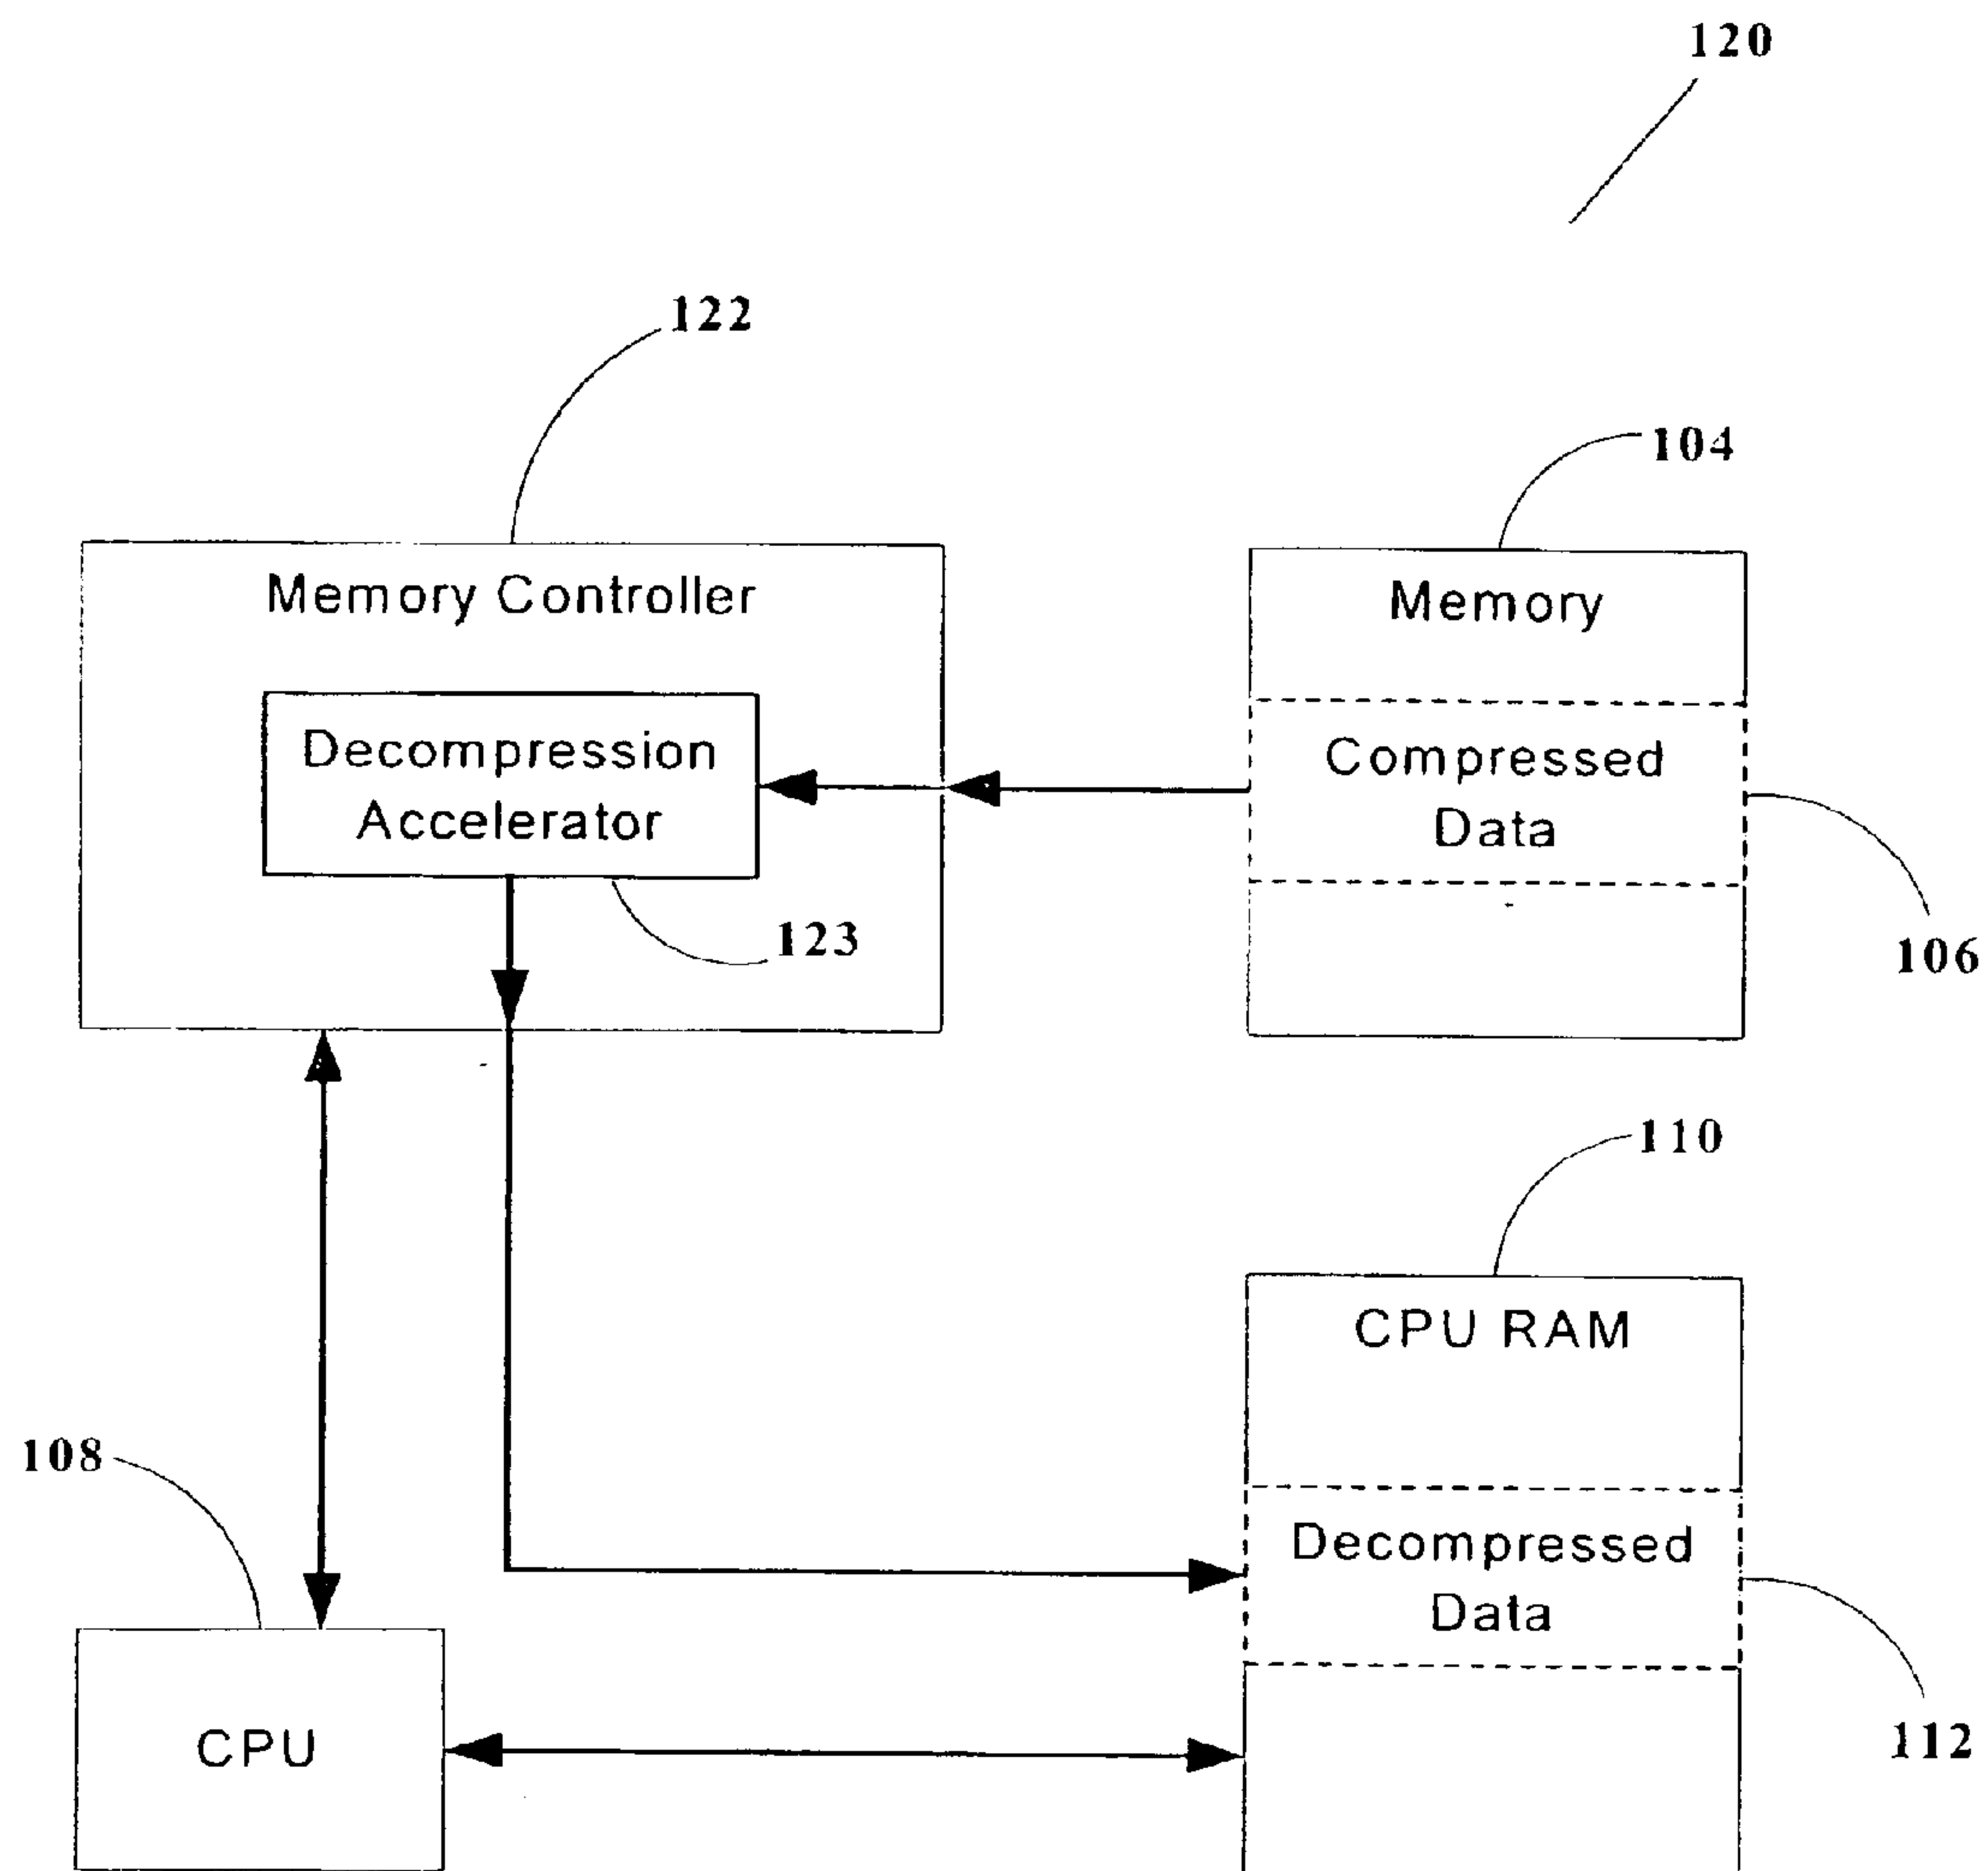 120
122
104
Memory Controller
Memory
Decompression
Accelerator
Compressed
Data
123
106
110
CPU RAM
108
Decompressed
Data
CPU
112